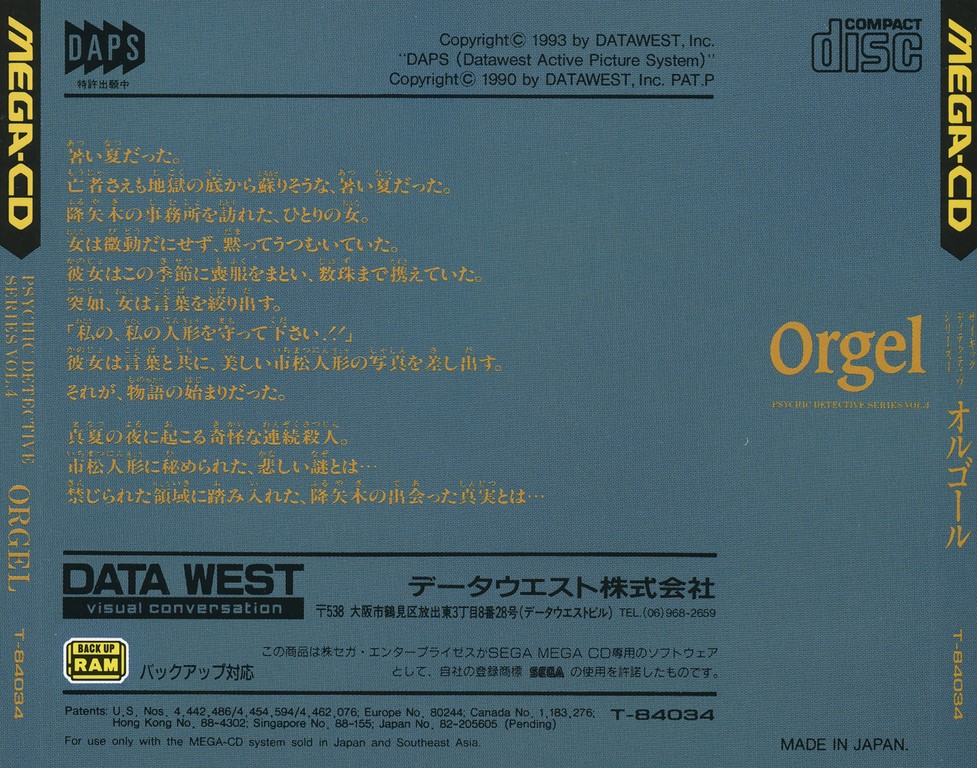 MEGA-CD
PSYCHIC DETECTIVE
SERIES VOL.4
ORGEL
T-84034
DAPS
特許出願中
Copyright© 1993 by DATAWEST, Inc.
"DAPS (Datawest Active Picture System)"
Copyright© 1990 by DATAWEST, Inc. PAT.P
COMPACT
disc
暑い夏だった。
亡者さえも地獄の底から蘇りそうな、暑い夏だった。
降矢木の事務所を訪れた、ひとりの女。
女は微動だにせず、黙ってうつむいていた。
彼女はこの季節に喪服をまとい、数珠まで携えていた。
突如、女は言葉を絞り出す。
「私の、私の人形を守って下さい.!!」
彼女は言葉と共に、美しい市松人形の写真を差し出す。
それが、物語の始まりだった。
真夏の夜に起こる奇怪な連続殺人。
市松人形に秘められた、悲しい謎とは…
禁じられた領域に踏み入れた、降矢木の出会った真実とは…
Orgel
PSYCHIC DETECTIVE SERIES VOL.4
DATA WEST
visual conversation
データウエスト株式会社
〒538 大阪市鶴見区放出東3丁目8番28号(データウエストビル) TEL.(06)968-2659
BACK UP
RAM
バックアップ対応
この商品は株セガ・エンタープライゼスがSEGA MEGA CD専用のソフトウェア
として、自社の登録商標 SEGA の使用を許諾したものです。
Patents: U.S. Nos. 4,442,486/4,454,594/4,462,076; Europe No. 80244; Canada No. 1,183,276;
Hong Kong No. 88-4302; Singapore No. 88-155; Japan No. 82-205605 (Pending)
T-84034
For use only with the MEGA-CD system sold in Japan and Southeast Asia.
MADE IN JAPAN.
MEGA-CD
サイキック
ディテクティヴ
シリーズ
オルゴール
T-84034